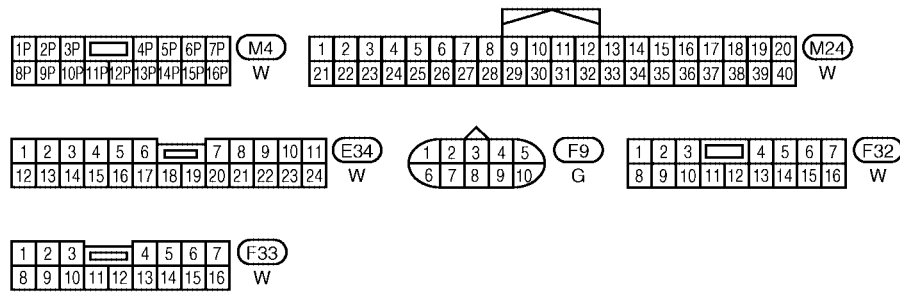 1P 2P 3P 4P 5P 6P 7P M4
8P 9P 10P 11P 12P 13P 14P 15P 16P W
1 2 3 4 5 6 7 8 9 10 11 12 13 14 15 16 17 18 19 20 M24
21 22 23 24 25 26 27 28 29 30 31 32 33 34 35 36 37 38 39 40 W
1 2 3 4 5 6 7 8 9 10 11 E34
12 13 14 15 16 17 18 19 20 21 22 23 24 W
1 2 3 4 5 F9
6 7 8 9 10 G
1 2 3 4 5 6 7 F32
8 9 10 11 12 13 14 15 16 W
1 2 3 4 5 6 7 F33
8 9 10 11 12 13 14 15 16 W